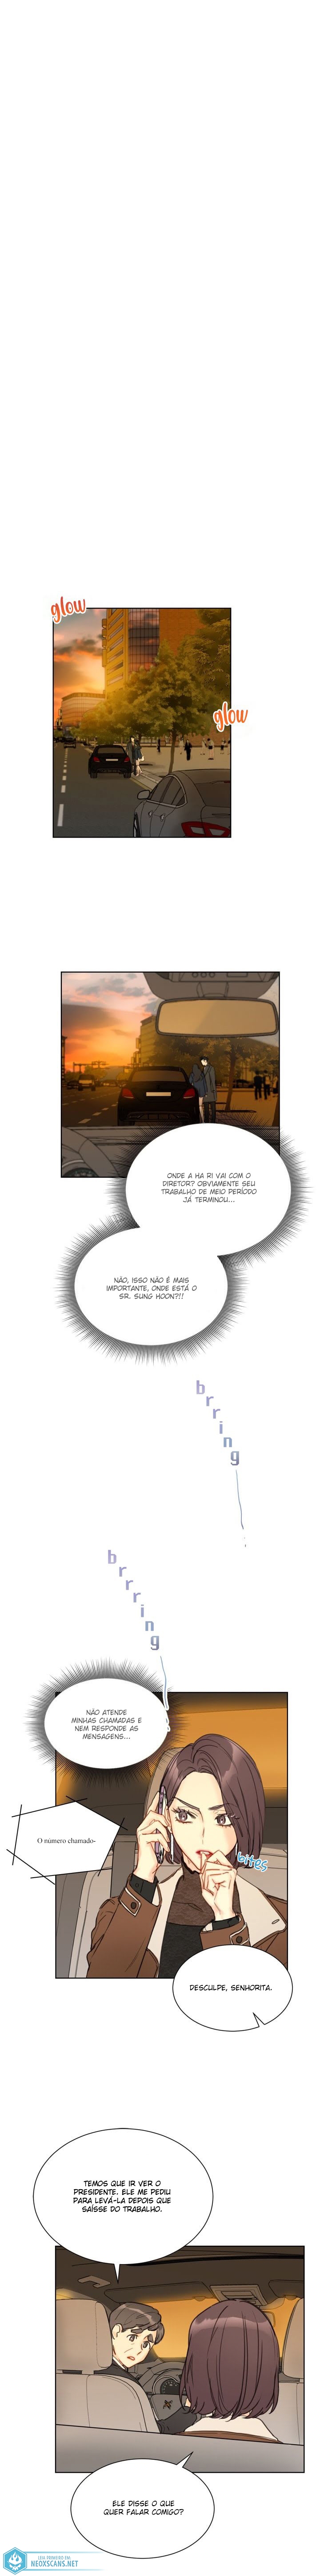 glow
glow
ONDE A HA RI VAI COM O
DIRETOR? OBVIAMENTE SEU
TRABALHO DE MEIO PERÍODO
JÁ TERMINOU...
NÃO, ISSO NÃO É MAIS
IMPORTANTE, ONDE ESTÁ O
SR. SUNG HOON?!!
brring
brrring
NÃO ATENDE
MINHAS CHAMADAS E
NEM RESPONDE AS
MENSAGENS...
O número chamado-
bites
DESCULPE, SENHORITA.
TEMOS QUE IR VER O
PRESIDENTE. ELE ME PEDIU
PARA LEVÁ-LA DEPOIS QUE
SAÍSSE DO TRABALHO.
ELE DISSE O QUE
QUER FALAR COMIGO?
LEIA PRIMEIRO EM
NEOXSCANS.NET